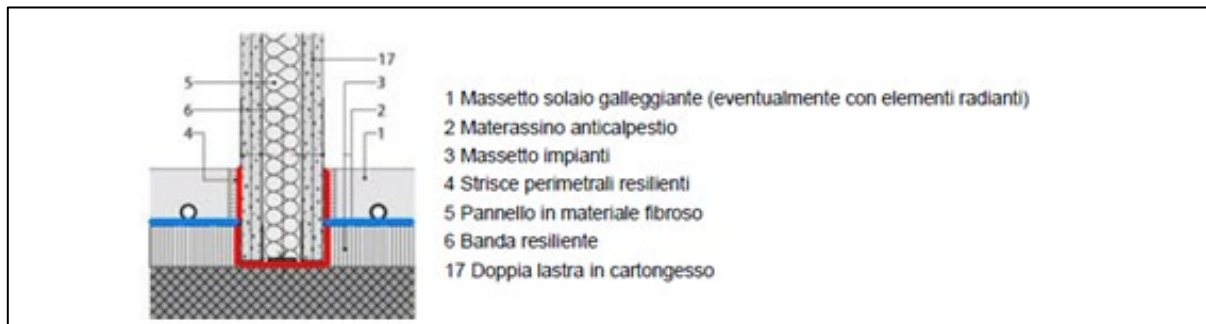 17
5
3
6
2
4
1
1 Massetto solaio galleggiante (eventualmente con elementi radianti)
2 Materassino anticalpestio
3 Massetto impianti
4 Strisce perimetrali resilienti
5 Pannello in materiale fibroso
6 Banda resiliente
17 Doppia lastra in cartongesso